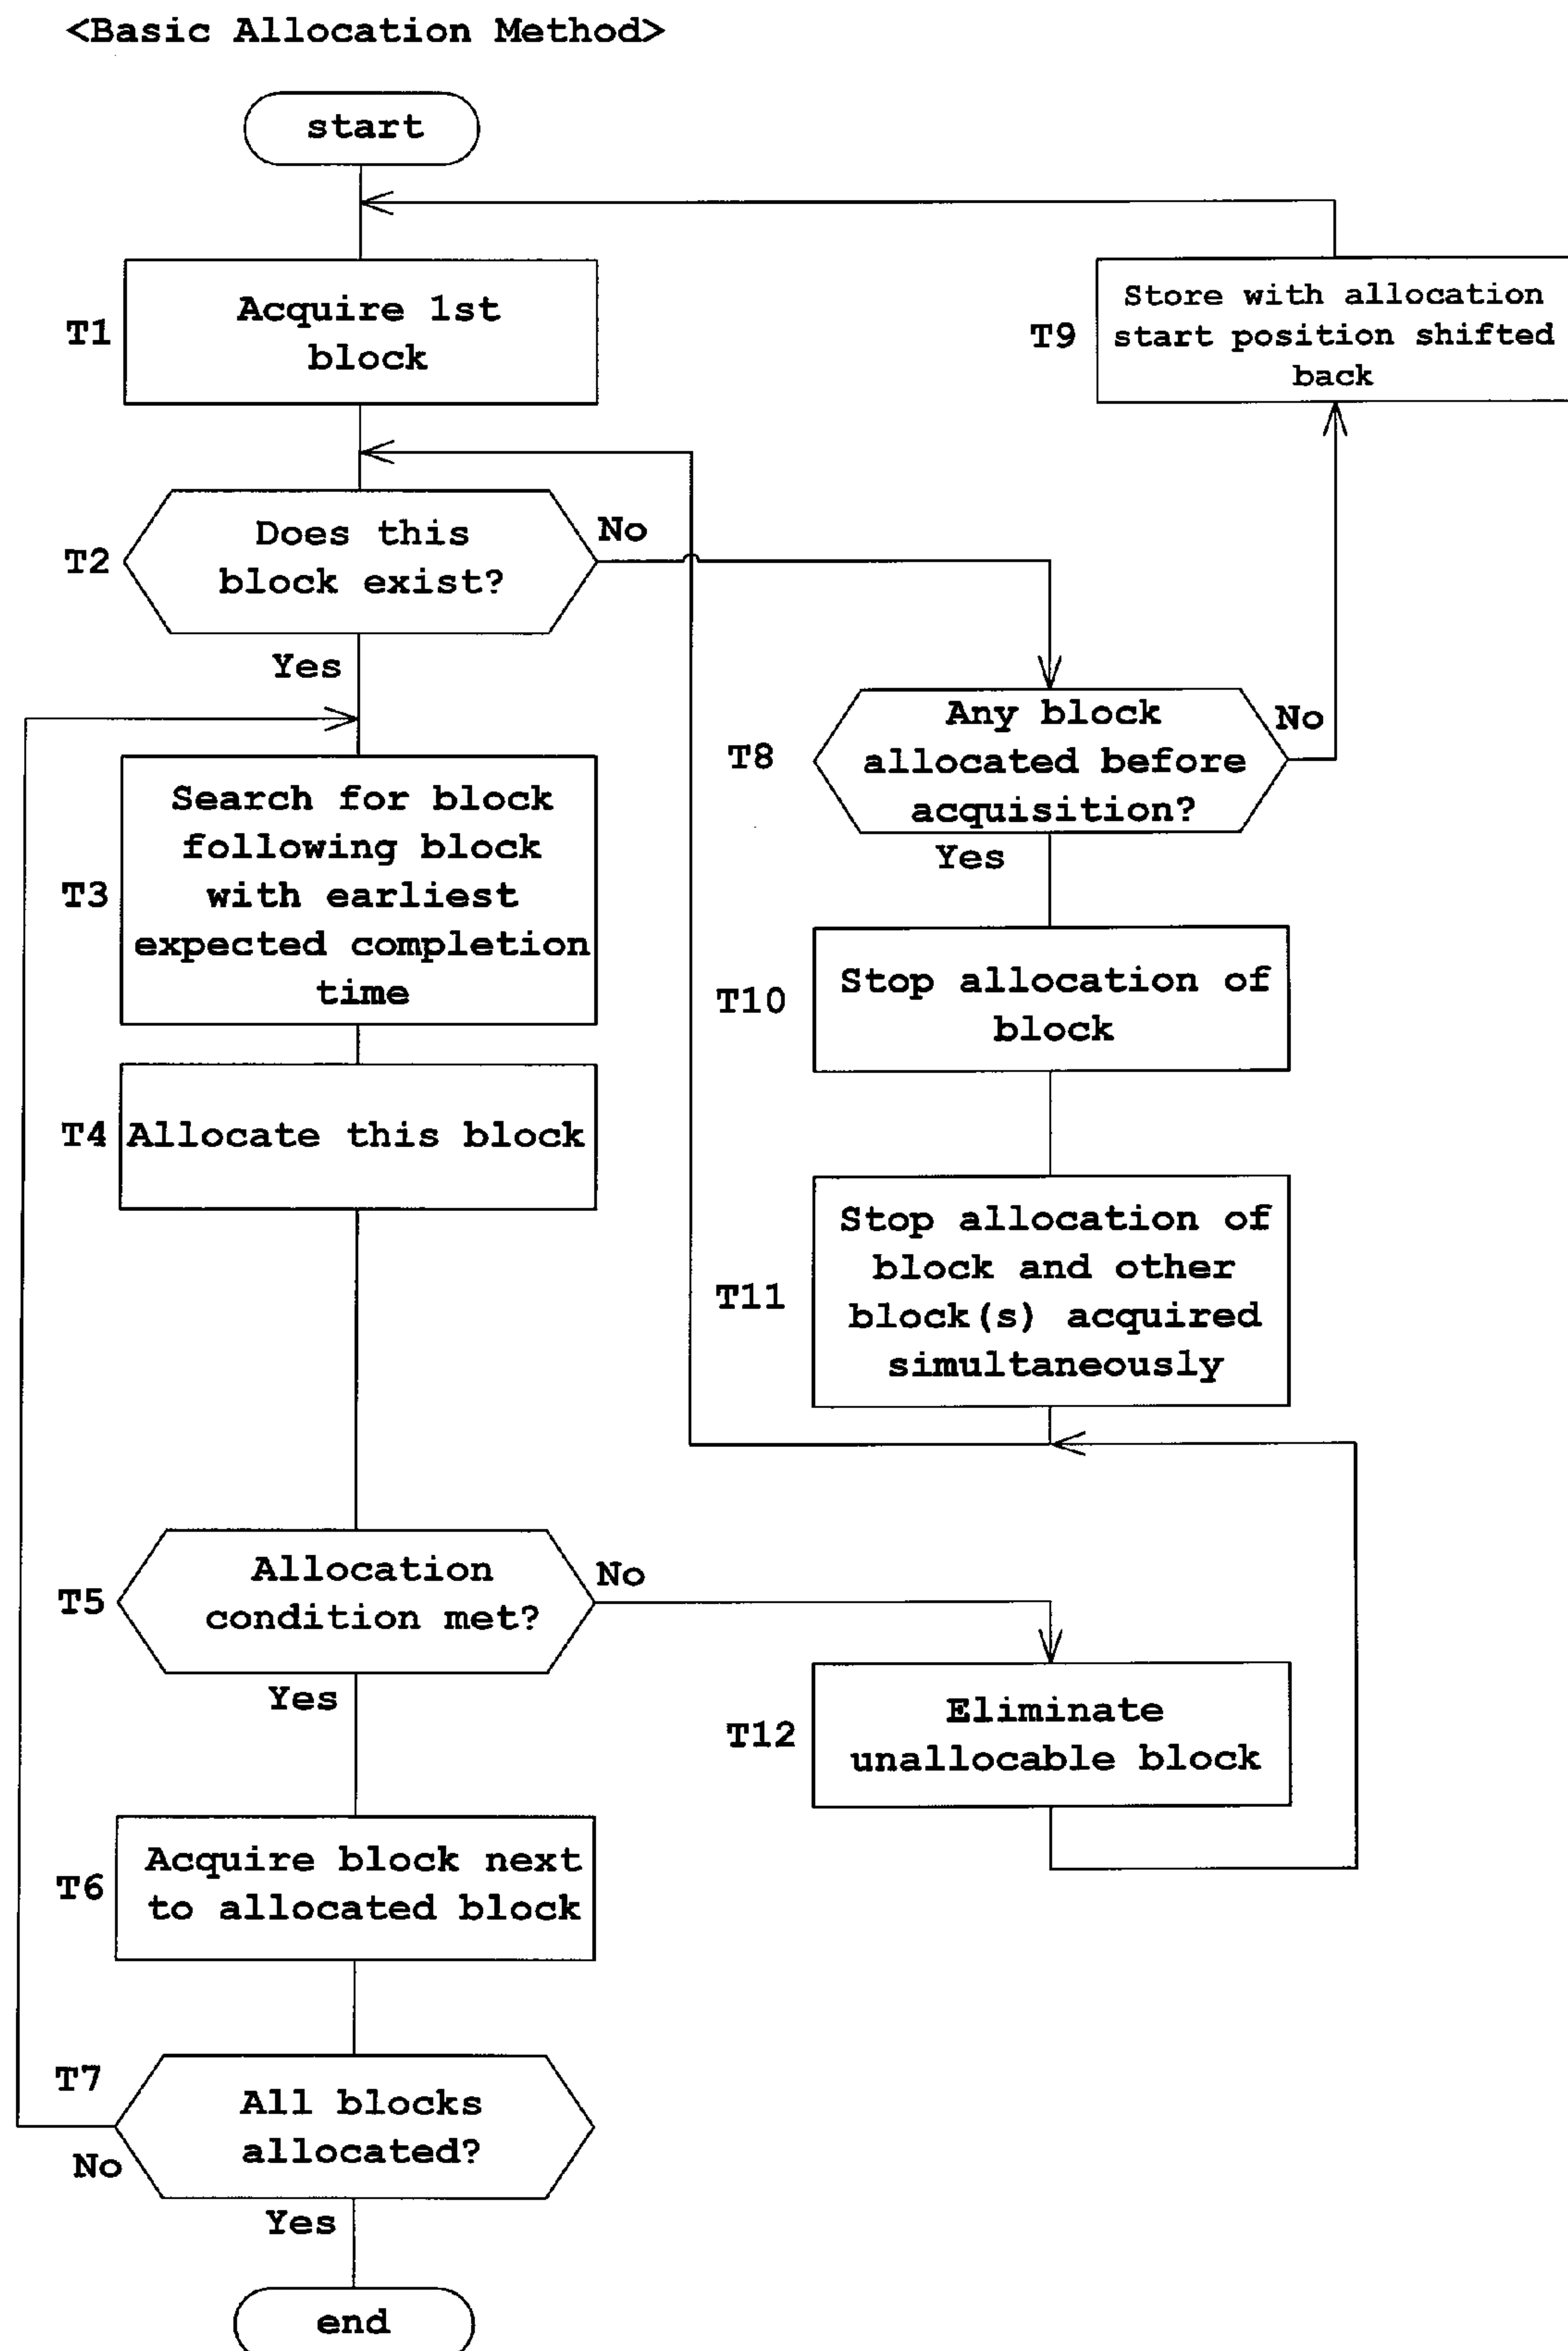 <Basic Allocation Method>
start
T1
Acquire 1st
block
T9
Store with allocation
start position shifted
back
T2
Does this
block exist?
No
Yes
T8
Any block
allocated before
acquisition?
No
Yes
T3
Search for block
following block
with earliest
expected completion
time
T10
Stop allocation of
block
T4
Allocate this block
T11
Stop allocation of
block and other
block(s) acquired
simultaneously
T5
Allocation
condition met?
No
Yes
T12
Eliminate
unallocable block
T6
Acquire block next
to allocated block
T7
All blocks
allocated?
No
Yes
end